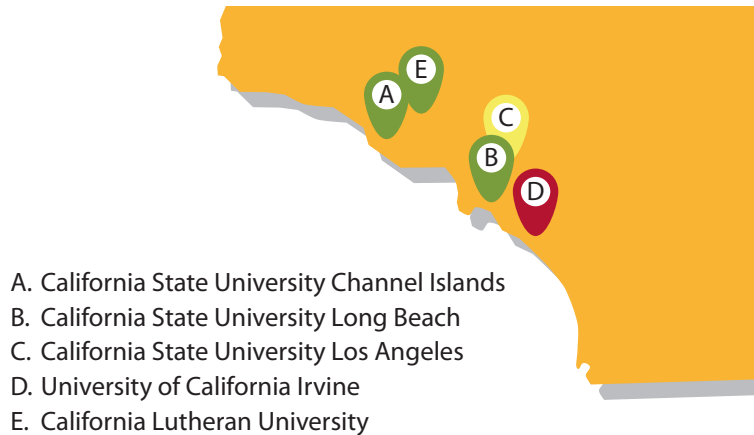 E
A
C
B
D
A. California State University Channel Islands
B. California State University Long Beach
C. California State University Los Angeles
D. University of California Irvine
E. California Lutheran University